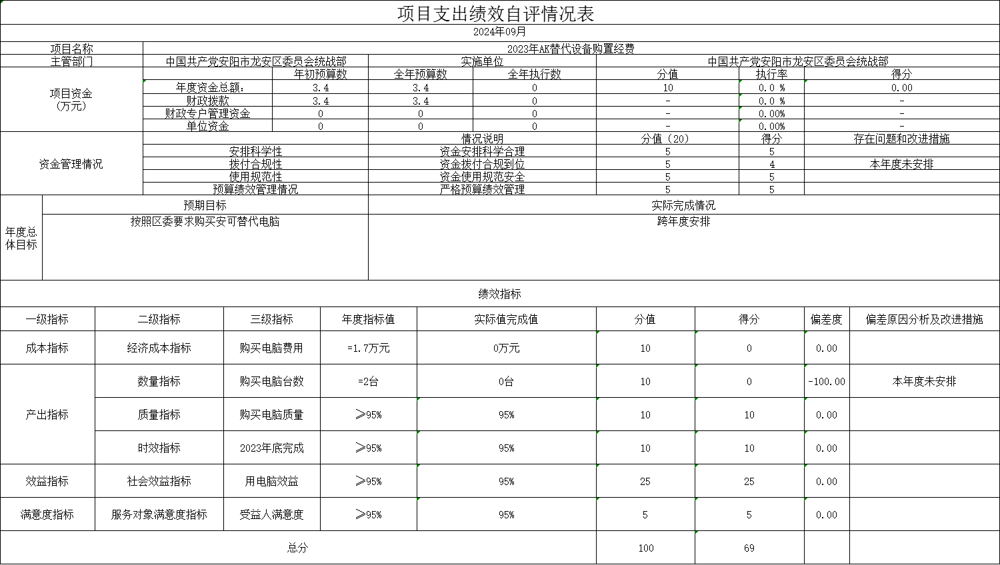 项目支出绩效自评情况表
2024年09月
项目名称 2023年AK替代设备购置经费
主管部门 中国共产党安阳市龙安区委员会统战部 实施单位 中国共产党安阳市龙安区委员会统战部
项目资金
(万元)
年初预算数 全年预算数 全年执行数 分值 执行率 得分
年度资金总额： 3.4 3.4 0 10 0.0 % 0.00
财政拨款 3.4 3.4 0 - 0.0 % -
财政专户管理资金 0 0 0 - 0.00% -
单位资金 0 0 0 - 0.00% -
资金管理情况
情况说明 分值（20） 得分 存在问题和改进措施
安排科学性 资金安排科学合理 5 5
拨付合规性 资金拨付合规到位 5 4 本年度未安排
使用规范性 资金使用规范安全 5 5
预算绩效管理情况 严格预算绩效管理 5 5
年度总
体目标
预期目标 实际完成情况
按照区委要求购买安可替代电脑 跨年度安排
绩效指标
一级指标 二级指标 三级指标 年度指标值 实际值完成值 分值 得分 偏差度 偏差原因分析及改进措施
成本指标 经济成本指标 购买电脑费用 =1.7万元 0万元 10 0 0.00
产出指标
数量指标 购买电脑台数 =2台 0台 10 0 -100.00 本年度未安排
质量指标 购买电脑质量 ≥95% 95% 10 10 0.00
时效指标 2023年底完成 ≥95% 95% 10 10 0.00
效益指标 社会效益指标 用电脑效益 ≥95% 95% 25 25 0.00
满意度指标 服务对象满意度指标 受益人满意度 ≥95% 95% 5 5 0.00
总分 100 69